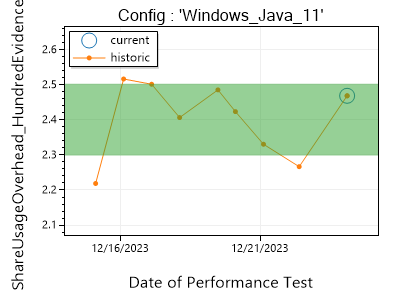 Config : 'Windows_Java_11'
current
historic
ShareUsageOverhead_HundredEvidence
2.6
2.5
2.4
2.3
2.2
2.1
12/16/2023
12/21/2023
Date of Performance Test